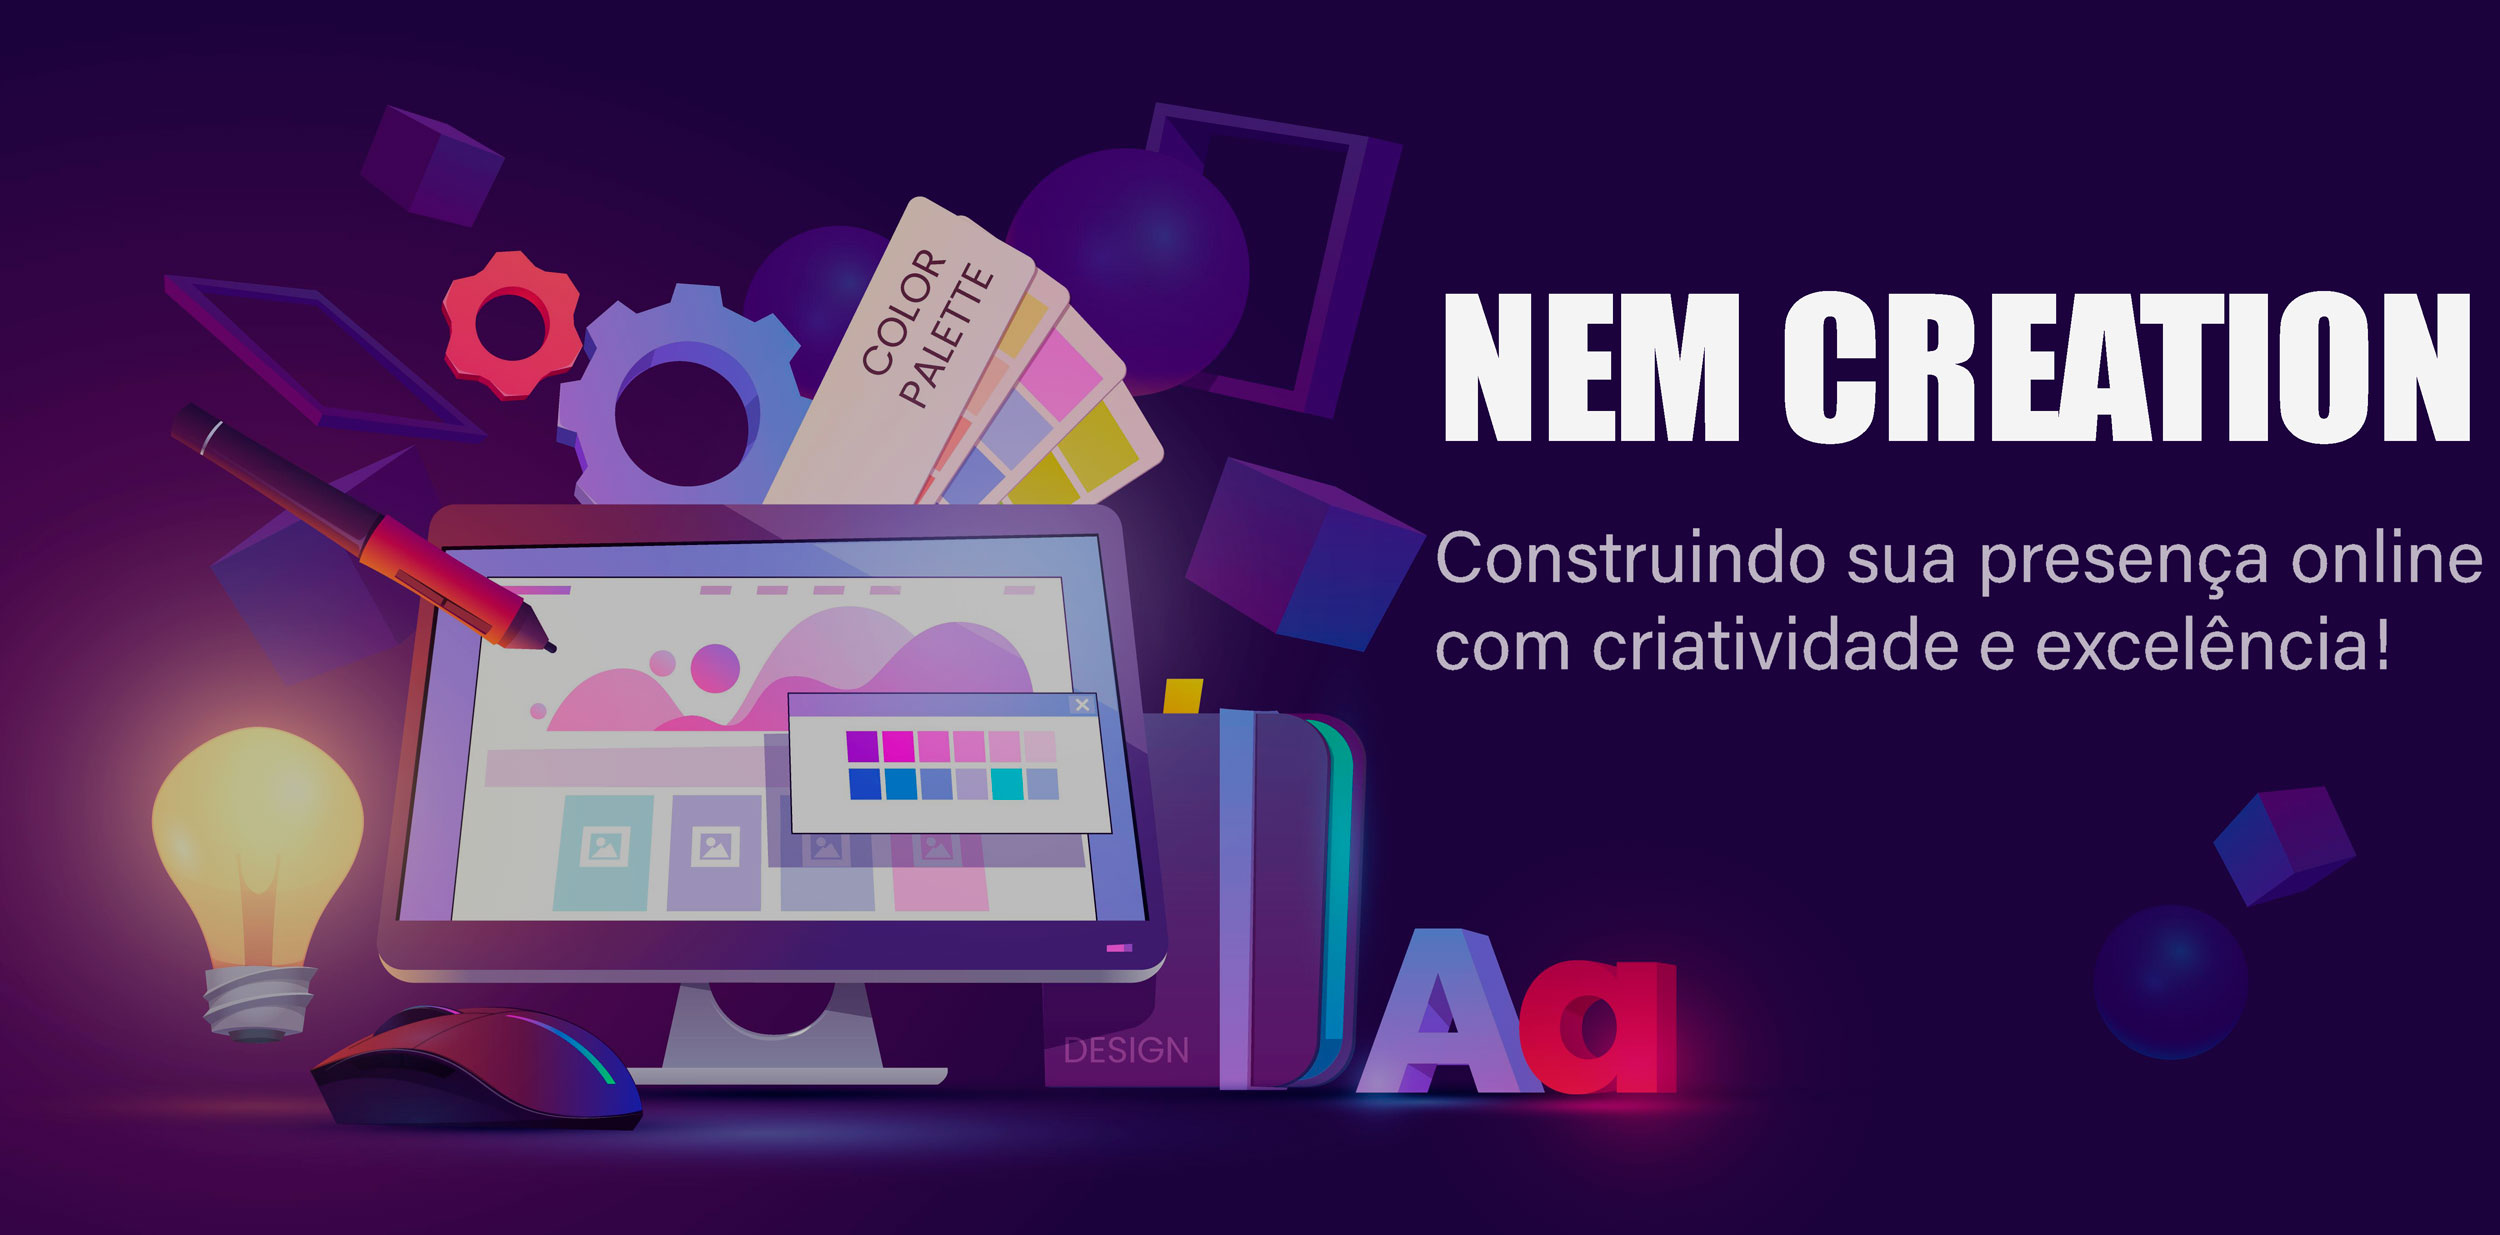 COLOR
PALETTE
NEM CREATION
Construindo sua presença online
com criatividade e excelência!
DESIGN
Aa